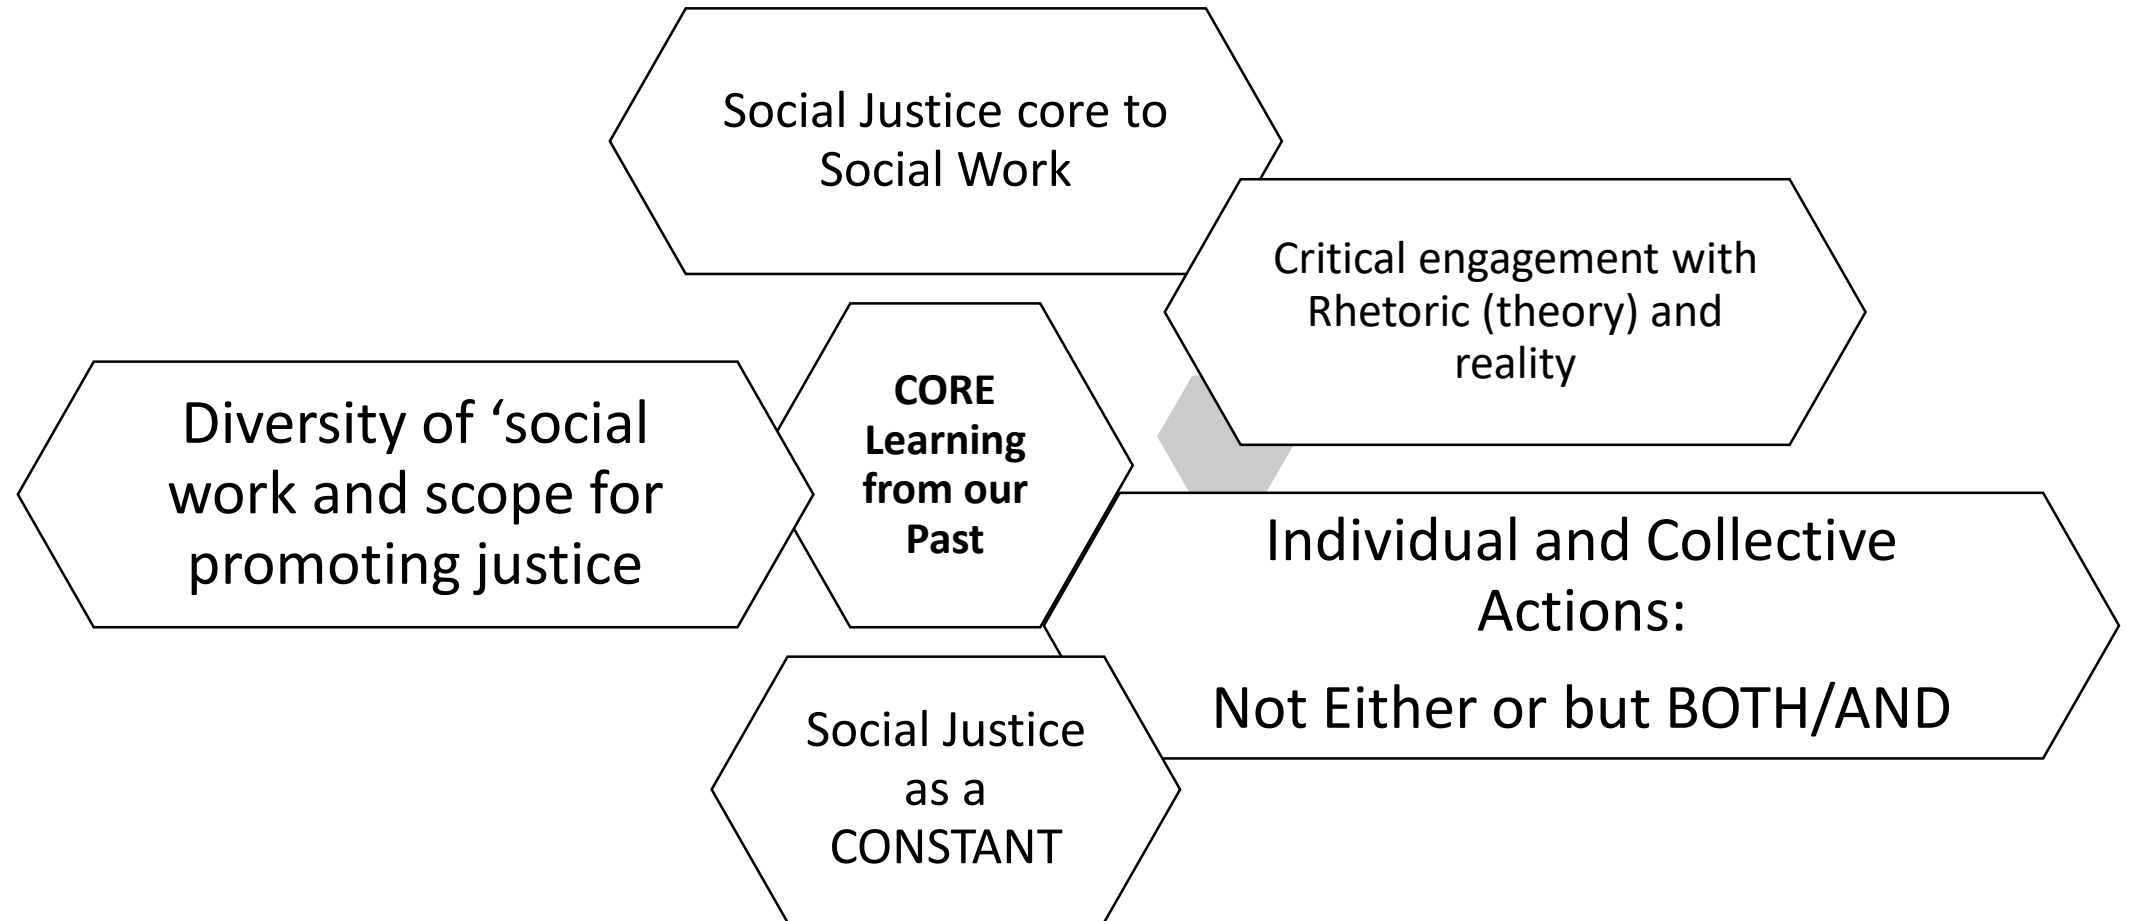 Social Justice core to
Social Work
Critical engagement with
Rhetoric (theory) and
reality
CORE
Learning
from our
Past
Diversity of ‘social
work and scope for
promoting justice
Individual and Collective
Actions:
Not Either or but BOTH/AND
Social Justice
as a
CONSTANT